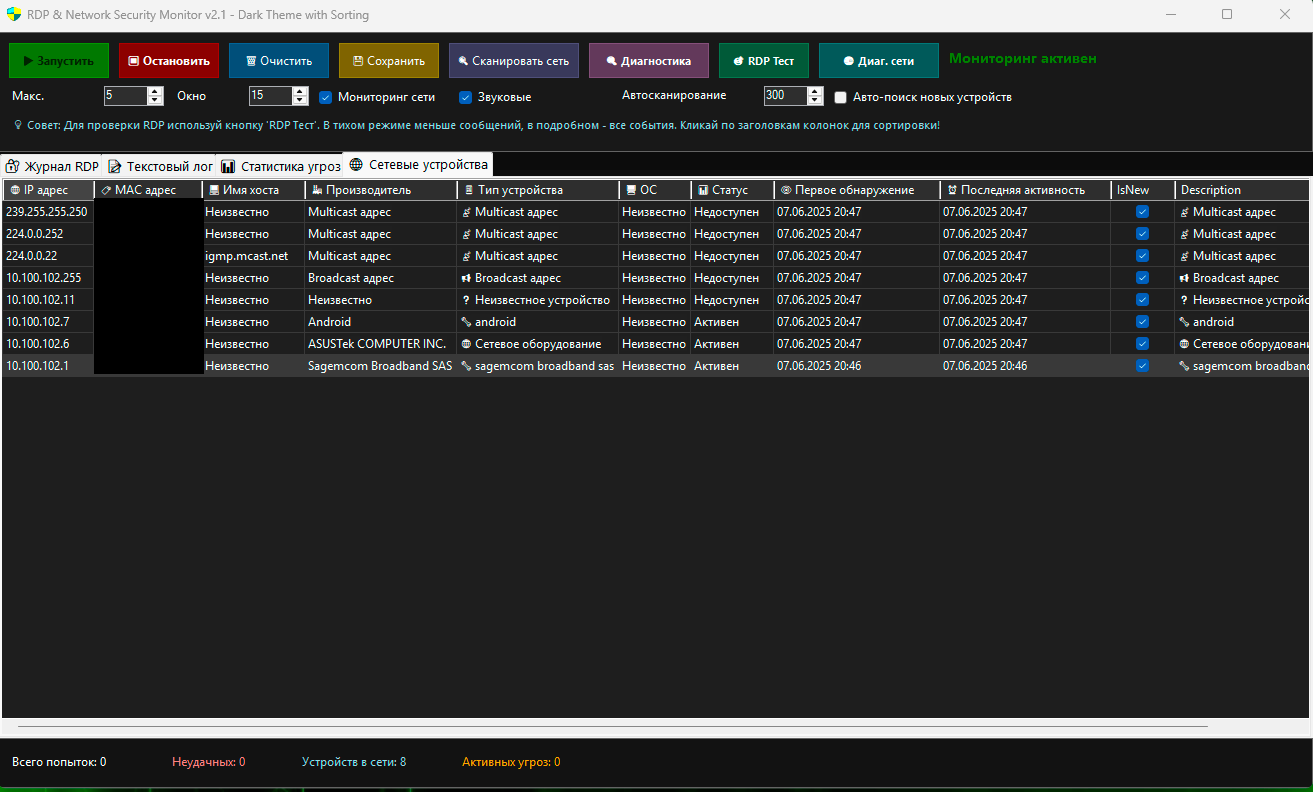 RDP & Network Security Monitor v2.1 - Dark Theme with Sorting
Запустить Остановить Очистить Сохранить Сканировать сеть Диагностика RDP Тест Диаг. сети Мониторинг активен
Макс. 5 Окно 15 Мониторинг сети Звуковые Автосканирование 300 Авто-поиск новых устройств
Совет: Для проверки RDP используй кнопку 'RDP Тест'. В тихом режиме меньше сообщений, в подробном - все события. Кликай по заголовкам колонок для сортировки!
Журнал RDP Текстовый лог Статистика угроз Сетевые устройства
IP адрес MAC адрес Имя хоста Производитель Тип устройства ОС Статус Первое обнаружение Последняя активность IsNew Description
239.255.255.250 Неизвестно Multicast адрес Multicast адрес Неизвестно Недоступен 07.06.2025 20:47 07.06.2025 20:47 Multicast адрес
224.0.0.252 Неизвестно Multicast адрес Multicast адрес Неизвестно Недоступен 07.06.2025 20:47 07.06.2025 20:47 Multicast адрес
224.0.0.22 igmp.mcast.net Multicast адрес Multicast адрес Неизвестно Недоступен 07.06.2025 20:47 07.06.2025 20:47 Multicast адрес
10.100.102.255 Неизвестно Broadcast адрес Broadcast адрес Неизвестно Недоступен 07.06.2025 20:47 07.06.2025 20:47 Broadcast адрес
10.100.102.11 Неизвестно Неизвестно ? Неизвестное устройство Неизвестно Недоступен 07.06.2025 20:47 07.06.2025 20:47 ? Неизвестное устройс
10.100.102.7 Неизвестно Android android Неизвестно Активен 07.06.2025 20:47 07.06.2025 20:47 android
10.100.102.6 Неизвестно ASUSTek COMPUTER INC. Сетевое оборудование Неизвестно Активен 07.06.2025 20:47 07.06.2025 20:47 Сетевое оборудовани
10.100.102.1 Неизвестно Sagemcom Broadband SAS sagemcom broadband sas Неизвестно Активен 07.06.2025 20:46 07.06.2025 20:46 sagemcom broadband
Всего попыток: 0 Неудачных: 0 Устройств в сети: 8 Активных угроз: 0